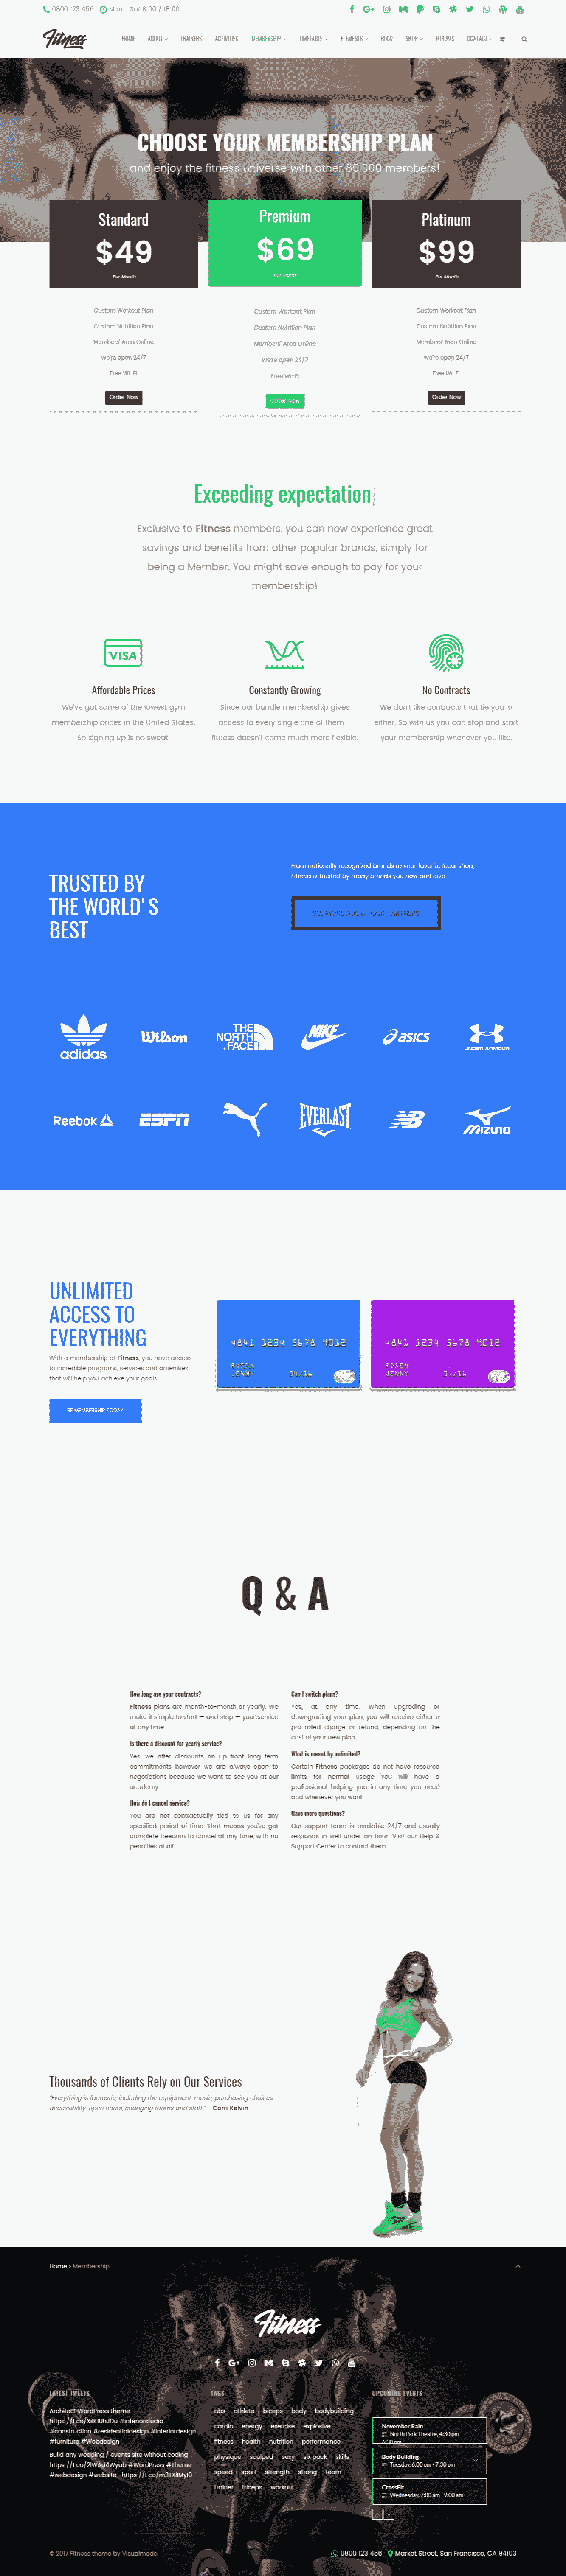 0800 123 456 Mon - Sat 8:00 / 18:00
Fitness
HOME ABOUT TRAINERS ACTIVITIES MEMBERSHIP TIMETABLE ELEMENTS BLOG SHOP FORUMS CONTACT
CHOOSE YOUR MEMBERSHIP PLAN
and enjoy the fitness universe with other 80.000 members!
Standard
$49
Per Month
Custom Workout Plan
Custom Nutrition Plan
Members' Area Online
We're open 24/7
Free Wi-Fi
Order Now
Premium
$69
Per Month
Custom Workout Plan
Custom Nutrition Plan
Members' Area Online
We're open 24/7
Free Wi-Fi
Order Now
Platinum
$99
Per Month
Custom Workout Plan
Custom Nutrition Plan
Members' Area Online
We're open 24/7
Free Wi-Fi
Order Now
Exceeding expectation
Exclusive to Fitness members, you can now experience great
savings and benefits from other popular brands, simply for
being a Member. You might save enough to pay for your
membership!
VISA
Affordable Prices
We've got some of the lowest gym
membership prices in the United States.
So signing up is no sweat.
Constantly Growing
Since our bundle membership gives
access to every single one of them -
fitness doesn't come much more flexible.
No Contracts
We don't like contracts that tie you in
either. So with us you can stop and start
your membership whenever you like.
TRUSTED BY
THE WORLD'S
BEST
From nationally recognized brands to your favorite local shop,
Fitness is trusted by many brands you now and love.
SEE MORE ABOUT OUR PARTNERS
adidas
Wilson
THE
NORTH
FACE
NIKE
asics
UNDER ARMOUR
Reebok
ESPN
EVERLAST
NB
MIZUNO
UNLIMITED
ACCESS TO
EVERYTHING
With a membership at Fitness, you have access
to incredible programs, services and amenities
that will help you achieve your goals.
BE MEMBERSHIP TODAY
4841 1234 5678 9012
ROSEN
JENNY 09/16
4841 1234 5678 9012
ROSEN
JENNY 09/16
Q & A
How long are your contracts?
Fitness plans are month-to-month or yearly. We
make it simple to start — and stop — your service
at any time.
Is there a discount for yearly service?
Yes, we offer discounts on up-front long-term
commitments however we are always open to
negotiations because we want to see you at our
academy.
How do I cancel service?
You are not contractually tied to us for any
specified period of time. That means you've got
complete freedom to cancel at any time, with no
penalties at all.
Can I switch plans?
Yes, at any time. When upgrading or
downgrading your plan, you will receive either a
pro-rated charge or refund, depending on the
cost of your new plan.
What is meant by unlimited?
Certain Fitness packages do not have resource
limits for normal usage. You will have a
professional helping you in any time you need
and whenever you want
Have more questions?
Our support team is available 24/7 and usually
responds in well under an hour. Visit our Help &
Support Center to contact them.
Thousands of Clients Rely on Our Services
"Everything is fantastic, including the equipment, music, purchasing choices,
accessibility, open hours, changing rooms and staff." - Carri Kelvin
Home > Membership
Fitness
LATEST TWEETS
Architect WordPress theme
#interiorstudio
#construction #residentialdesign #interiordesign
#furnituse #Webdesign
Build any wedding / events site without coding
#WordPress #Theme
#webdesign #website…
TAGS
abs athlete biceps body bodybuilding
cardio energy exercise explosive
fitness health nutrition performance
physique sculped sexy six pack skills
speed sport strength strong team
trainer triceps workout
UPCOMING EVENTS
November Rain
North Park Theatre, 4:30 pm -
6:30 pm
Body Building
Tuesday, 6:00 pm - 7:30 pm
CrossFit
Wednesday, 7:00 am - 9:00 am
© 2017 Fitness theme by Visualmodo
0800 123 456 Market Street, San Francisco, CA 94103